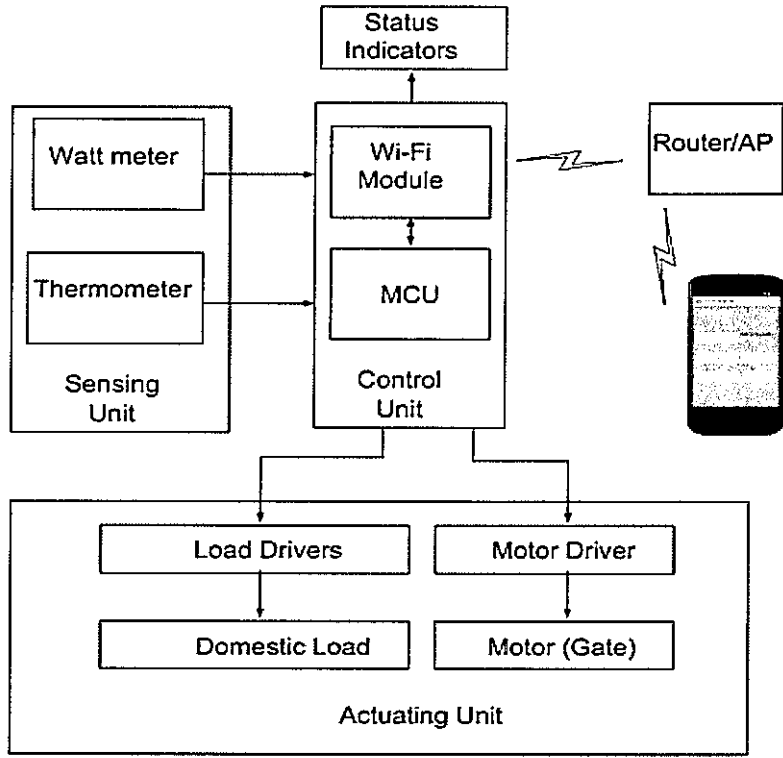 Status
Indicators
Watt meter
Wi-Fi
Module
Router/AP
Thermometer
MCU
Sensing
Unit
Control
Unit
Load Drivers
Motor Driver
Domestic Load
Motor (Gate)
Actuating Unit